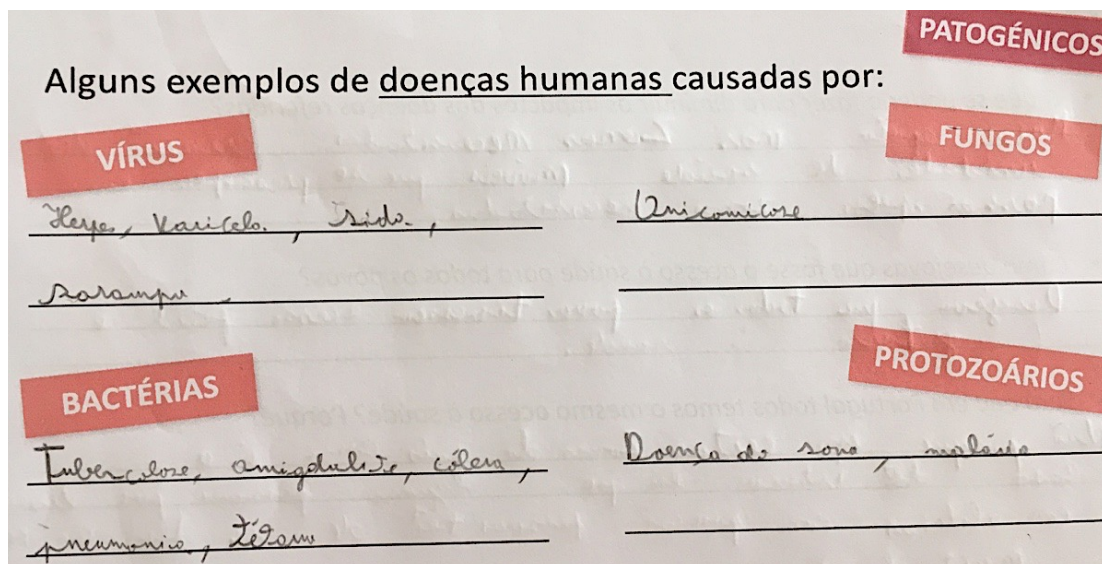 PATOGÉNICOS
Alguns exemplos de doenças humanas causadas por:
VÍRUS
FUNGOS
Herpes, Varicela, Sida,
Onicomicose
sarampo
BACTÉRIAS
PROTOZOÁRIOS
Tuberculose, amigdalite, cólera,
Doença do sono, malária
pneumonia, tétano